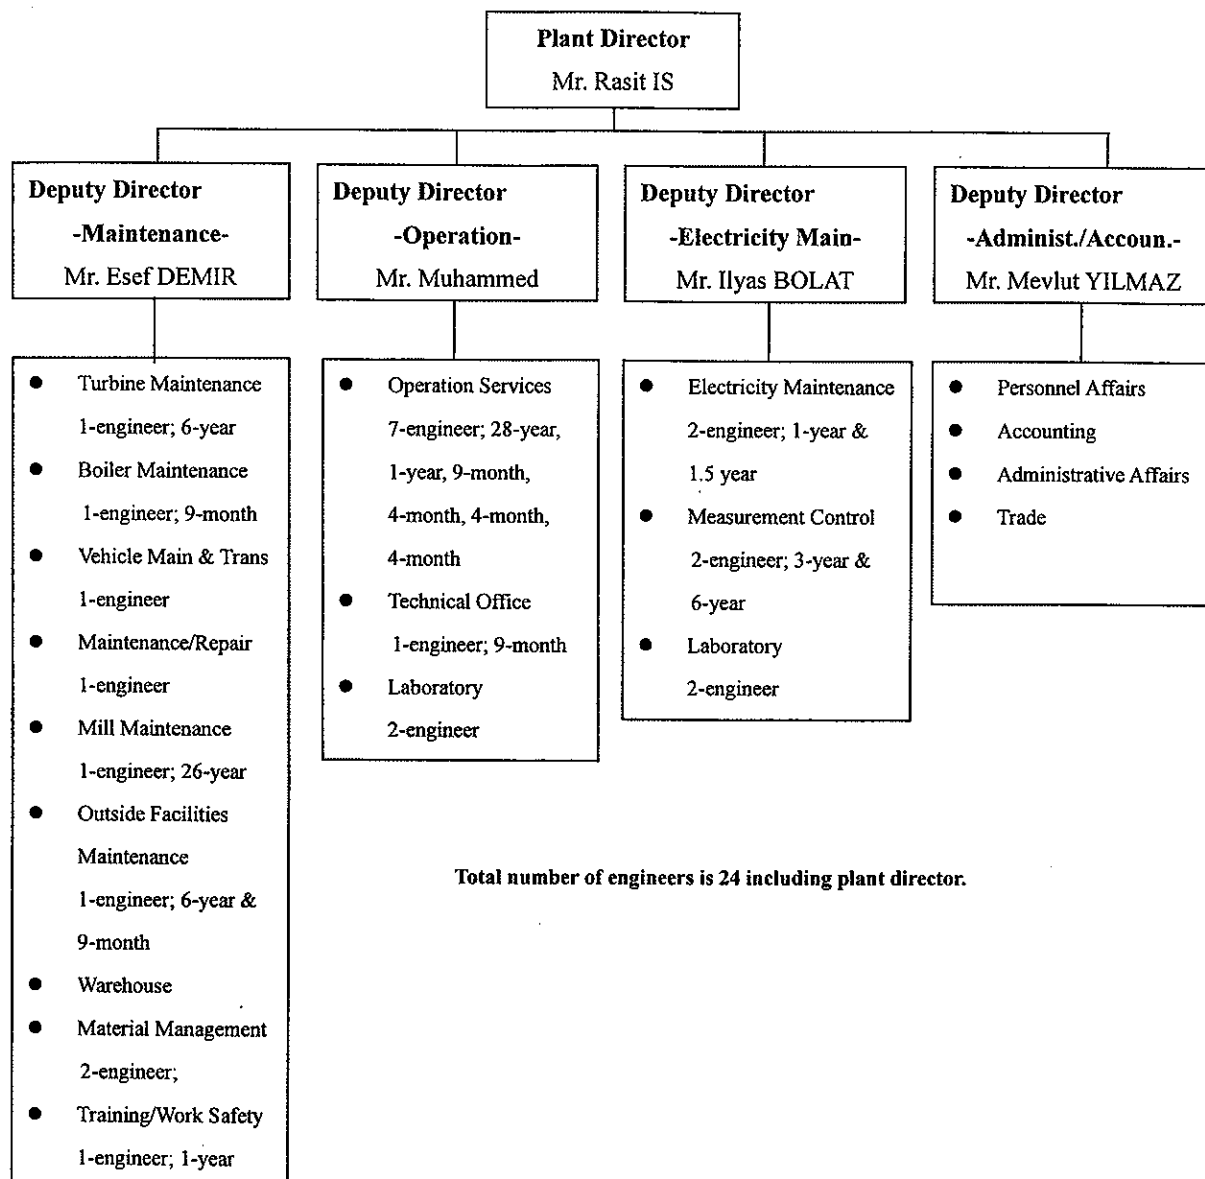 Plant Director
Mr. Rasit IS
Deputy Director
-Maintenance-
Mr. Esef DEMIR
Deputy Director
-Operation-
Mr. Muhammed
Deputy Director
-Electricity Main-
Mr. Ilyas BOLAT
Deputy Director
-Administ./Accoun.-
Mr. Mevlut YILMAZ
● Turbine Maintenance
1-engineer; 6-year
● Boiler Maintenance
1-engineer; 9-month
● Vehicle Main & Trans
1-engineer
● Maintenance/Repair
1-engineer
● Mill Maintenance
1-engineer; 26-year
● Outside Facilities
Maintenance
1-engineer; 6-year &
9-month
● Warehouse
● Material Management
2-engineer;
● Training/Work Safety
1-engineer; 1-year
● Operation Services
7-engineer; 28-year,
1-year, 9-month,
4-month, 4-month,
4-month
● Technical Office
1-engineer; 9-month
● Laboratory
2-engineer
● Electricity Maintenance
2-engineer; 1-year &
1.5 year
● Measurement Control
2-engineer; 3-year &
6-year
● Laboratory
2-engineer
● Personnel Affairs
● Accounting
● Administrative Affairs
● Trade
Total number of engineers is 24 including plant director.